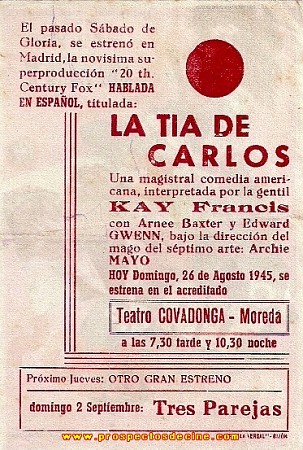 El pasado Sábado de
Gloria, se estrenó en
Madrid, la novisima su-
perproducción "20 th.
Century Fox" HABLADA
EN ESPAÑOL, titulada:
LA TIA DE
CARLOS
Una magistral comedia ameri-
cana, interpretada por la gentil
KAY Francis
con Arnee Baxter y Edward
GWENN, bajo la dirección del
mago del séptimo arte: Archie
MAYO
HOY Domingo, 26 de Agosto 1945, se
estrena en el acreditado
Teatro COVADONGA - Moreda
a las 7,30 tarde y 10,30 noche
Próximo Jueves: OTRO GRAN ESTRENO
domingo 2 Septiembre: Tres Parejas
www.prospectosdecine.com
LA VERSAL"-GIJÓN